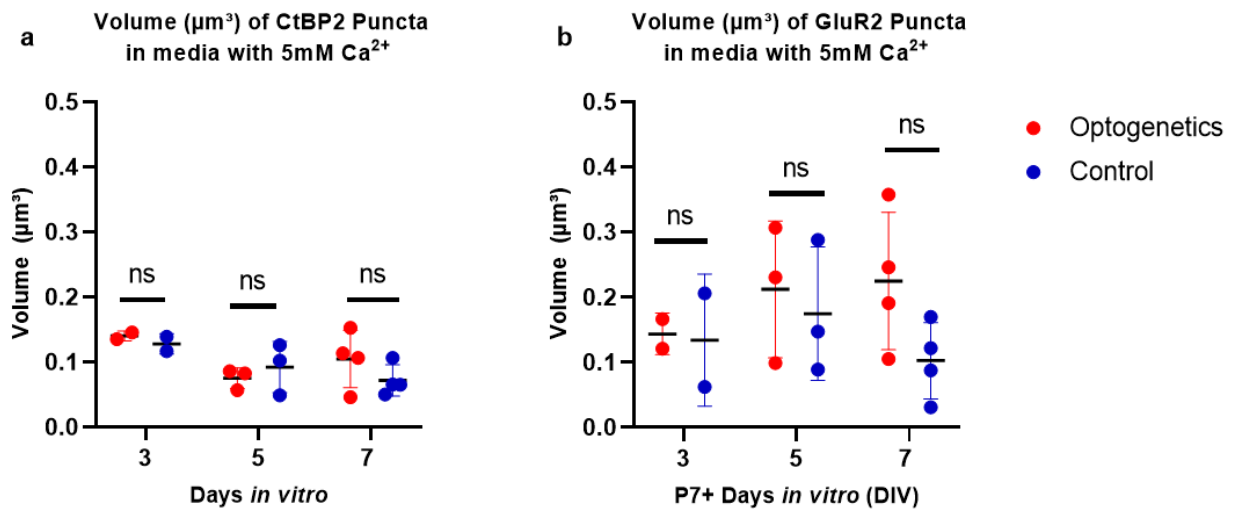 a
Volume (µm³) of CtBP2 Puncta
in media with 5mM Ca²⁺
Volume (µm³)
0.5
0.4
0.3
0.2
0.1
0.0
ns
ns
ns
3
5
7
Days in vitro
b
Volume (µm³) of GluR2 Puncta
in media with 5mM Ca²⁺
Volume (µm³)
0.5
0.4
0.3
0.2
0.1
0.0
ns
ns
ns
3
5
7
P7+ Days in vitro (DIV)
Optogenetics
Control